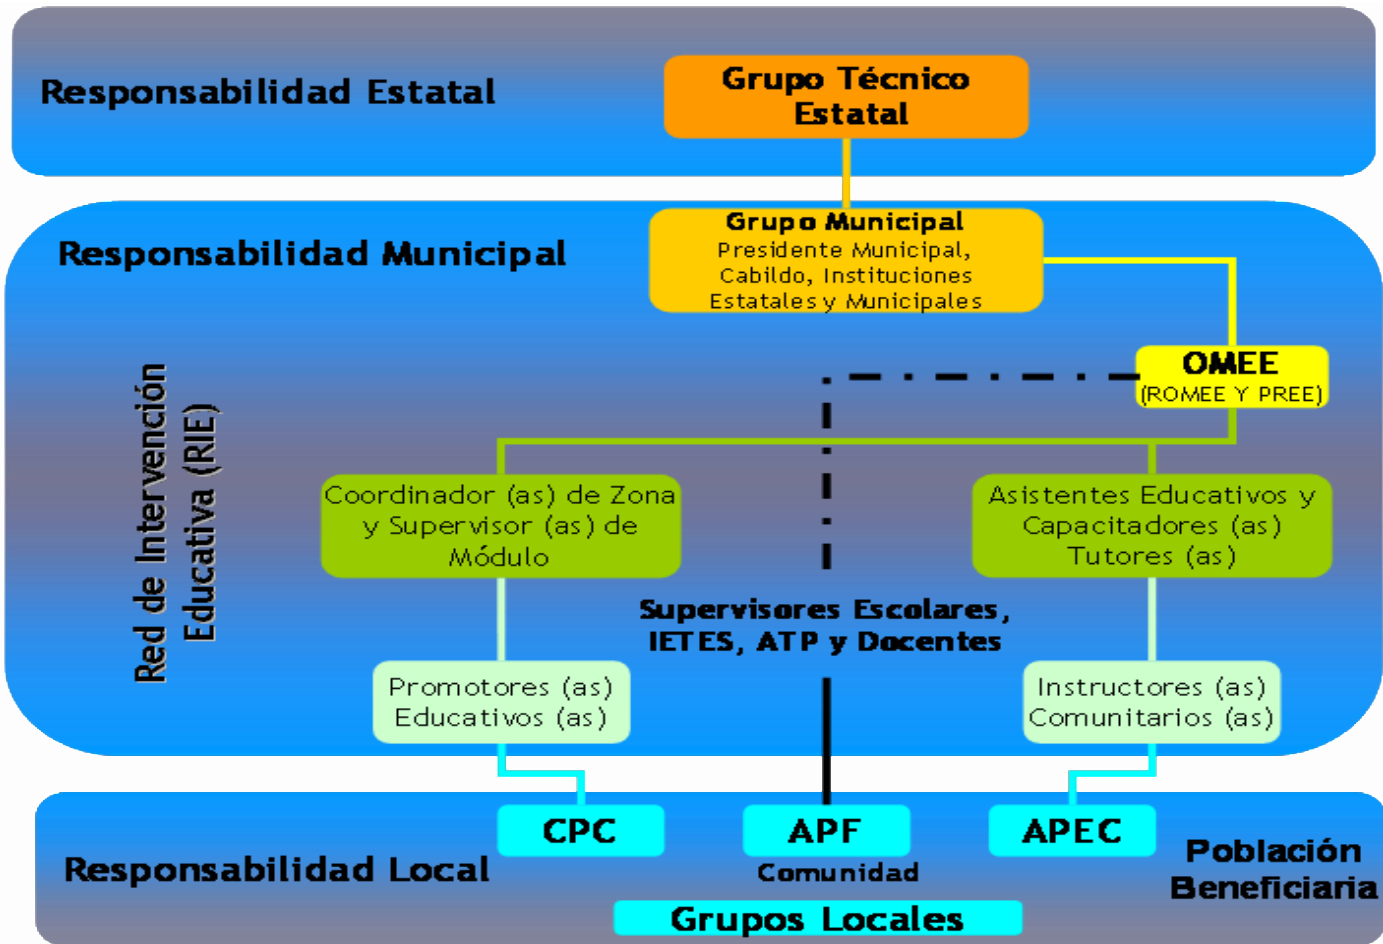 Responsabilidad Estatal
Grupo Técnico
Estatal
Responsabilidad Municipal
Grupo Municipal
Presidente Municipal,
Cabildo, Instituciones
Estatales y Municipales
OMEE
(ROMEE Y PREE)
Red de Intervención
Educativa (RIE)
Coordinador (as) de Zona
y Supervisor (as) de
Módulo
Asistentes Educativos y
Capacitadores (as)
Tutores (as)
Supervisores Escolares,
IETES, ATP y Docentes
Promotores (as)
Educativos (as)
Instructores (as)
Comunitarios (as)
Responsabilidad Local
CPC
APF
Comunidad
APEC
Población
Beneficiaria
Grupos Locales